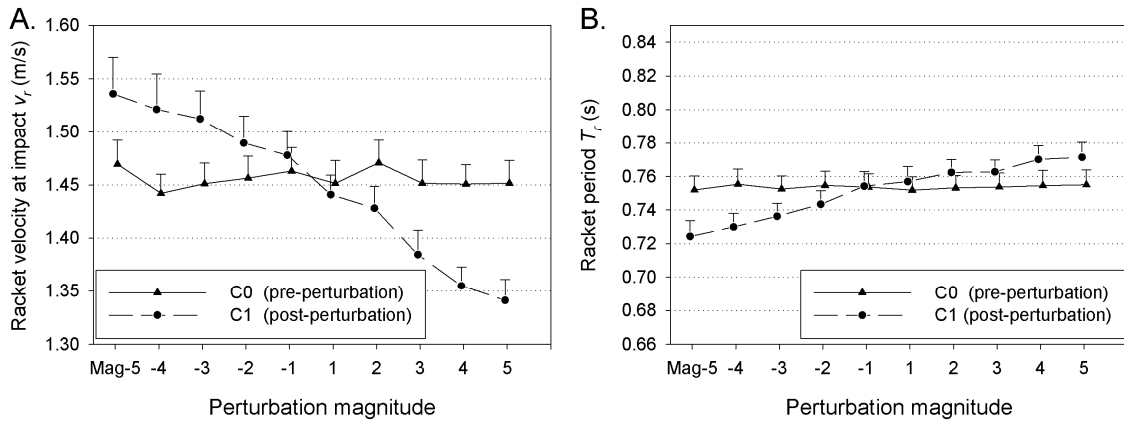 A.
Racket velocity at impact v_r (m/s)
1.60
1.55
1.50
1.45
1.40
1.35
1.30
C0 (pre-perturbation)
C1 (post-perturbation)
Mag-5 -4 -3 -2 -1 1 2 3 4 5
Perturbation magnitude
B.
Racket period T_r (s)
0.84
0.82
0.80
0.78
0.76
0.74
0.72
0.70
0.68
0.66
C0 (pre-perturbation)
C1 (post-perturbation)
Mag-5 -4 -3 -2 -1 1 2 3 4 5
Perturbation magnitude